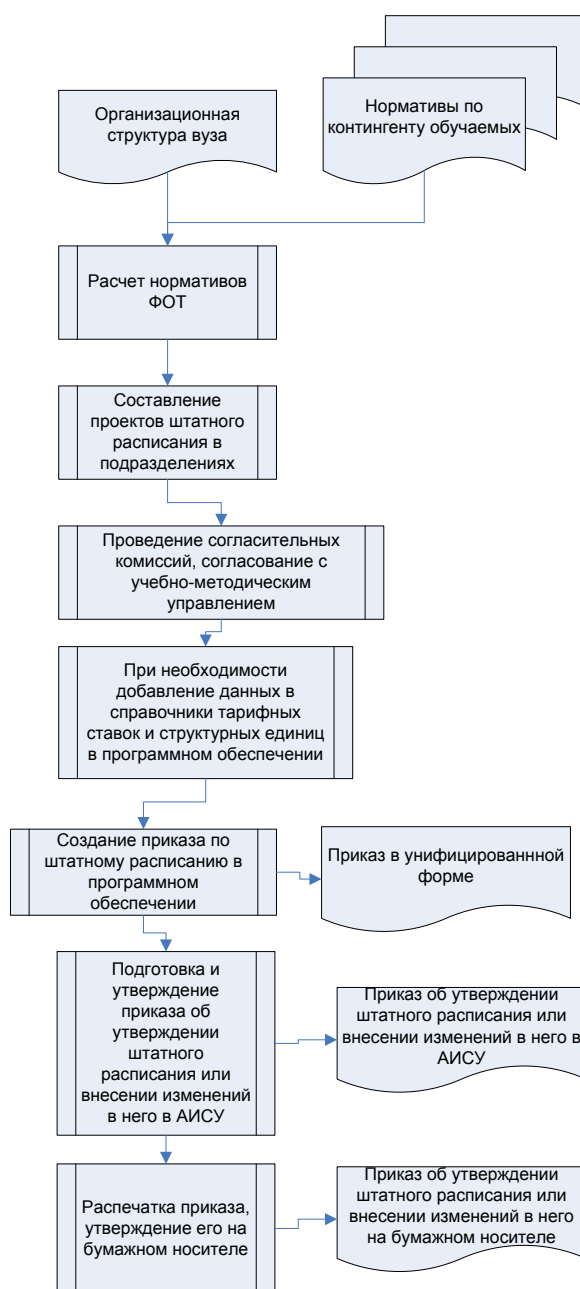 Организационная
структура вуза
Нормативы по
контингенту обучаемых
Расчет нормативов
ФОТ
Составление
проектов штатного
расписания в
подразделениях
Проведение согласительных
комиссий, согласование с
учебно-методическим
управлением
При необходимости
добавление данных в
справочники тарифных
ставок и структурных единиц
в программном обеспечении
Создание приказа по
штатному расписанию в
программном
обеспечении
Приказ в унифицированнной
форме
Подготовка и
утверждение
приказа об
утверждении
штатного
расписания или
внесении изменений
в него в АИСУ
Приказ об утверждении
штатного расписания или
внесении изменений в него в
АИСУ
Распечатка приказа,
утверждение его на
бумажном носителе
Приказ об утверждении
штатного расписания или
внесении изменений в него
на бумажном носителе